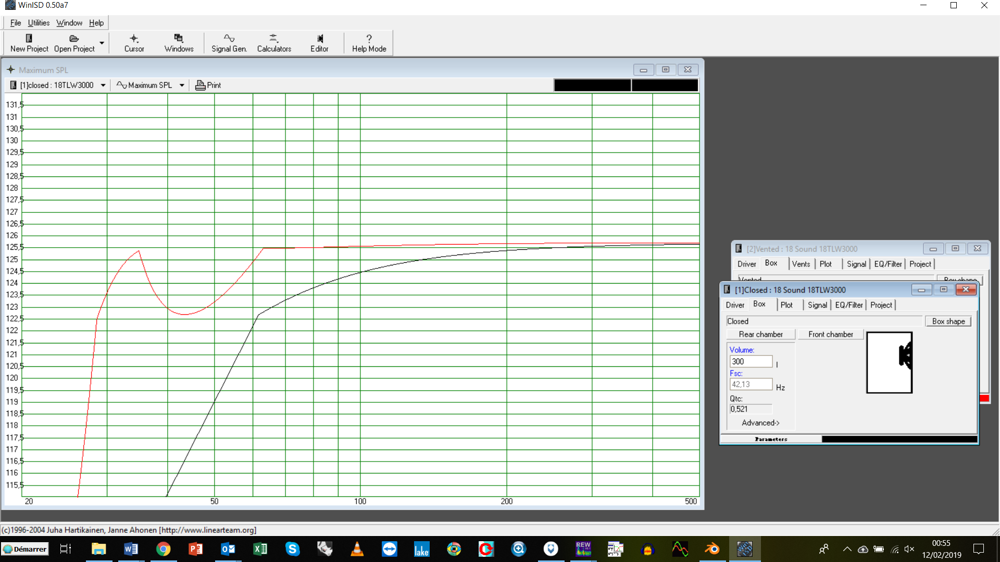 WinISD 0.50a7
File Utilities Window Help
New Project Open Project Cursor Windows Signal Gen. Calculators Editor ? Help Mode
Maximum SPL
[1]closed : 18TLW3000 Maximum SPL Print
131,5
131
130,5
130
129,5
129
128,5
128
127,5
127
126,5
126
125,5
125
124,5
124
123,5
123
122,5
122
121,5
121
120,5
120
119,5
119
118,5
118
117,5
117
116,5
116
115,5
20 50 100 200 500
[2]Vented : 18 Sound 18TLW3000
Driver Box Vents Plot Signal EQ/Filter Project
Vented Box shape
[1]Closed : 18 Sound 18TLW3000
Driver Box Plot Signal EQ/Filter Project
Closed Box shape
Rear chamber Front chamber
Volume:
300 l
Fsc:
42,13 Hz
Qtc:
0,521
Advanced->
Parameters
(c)1996-2004 Juha Hartikainen, Janne Ahonen [http://www.linearteam.org]
Démarrer
lake
REW
00:55
12/02/2019